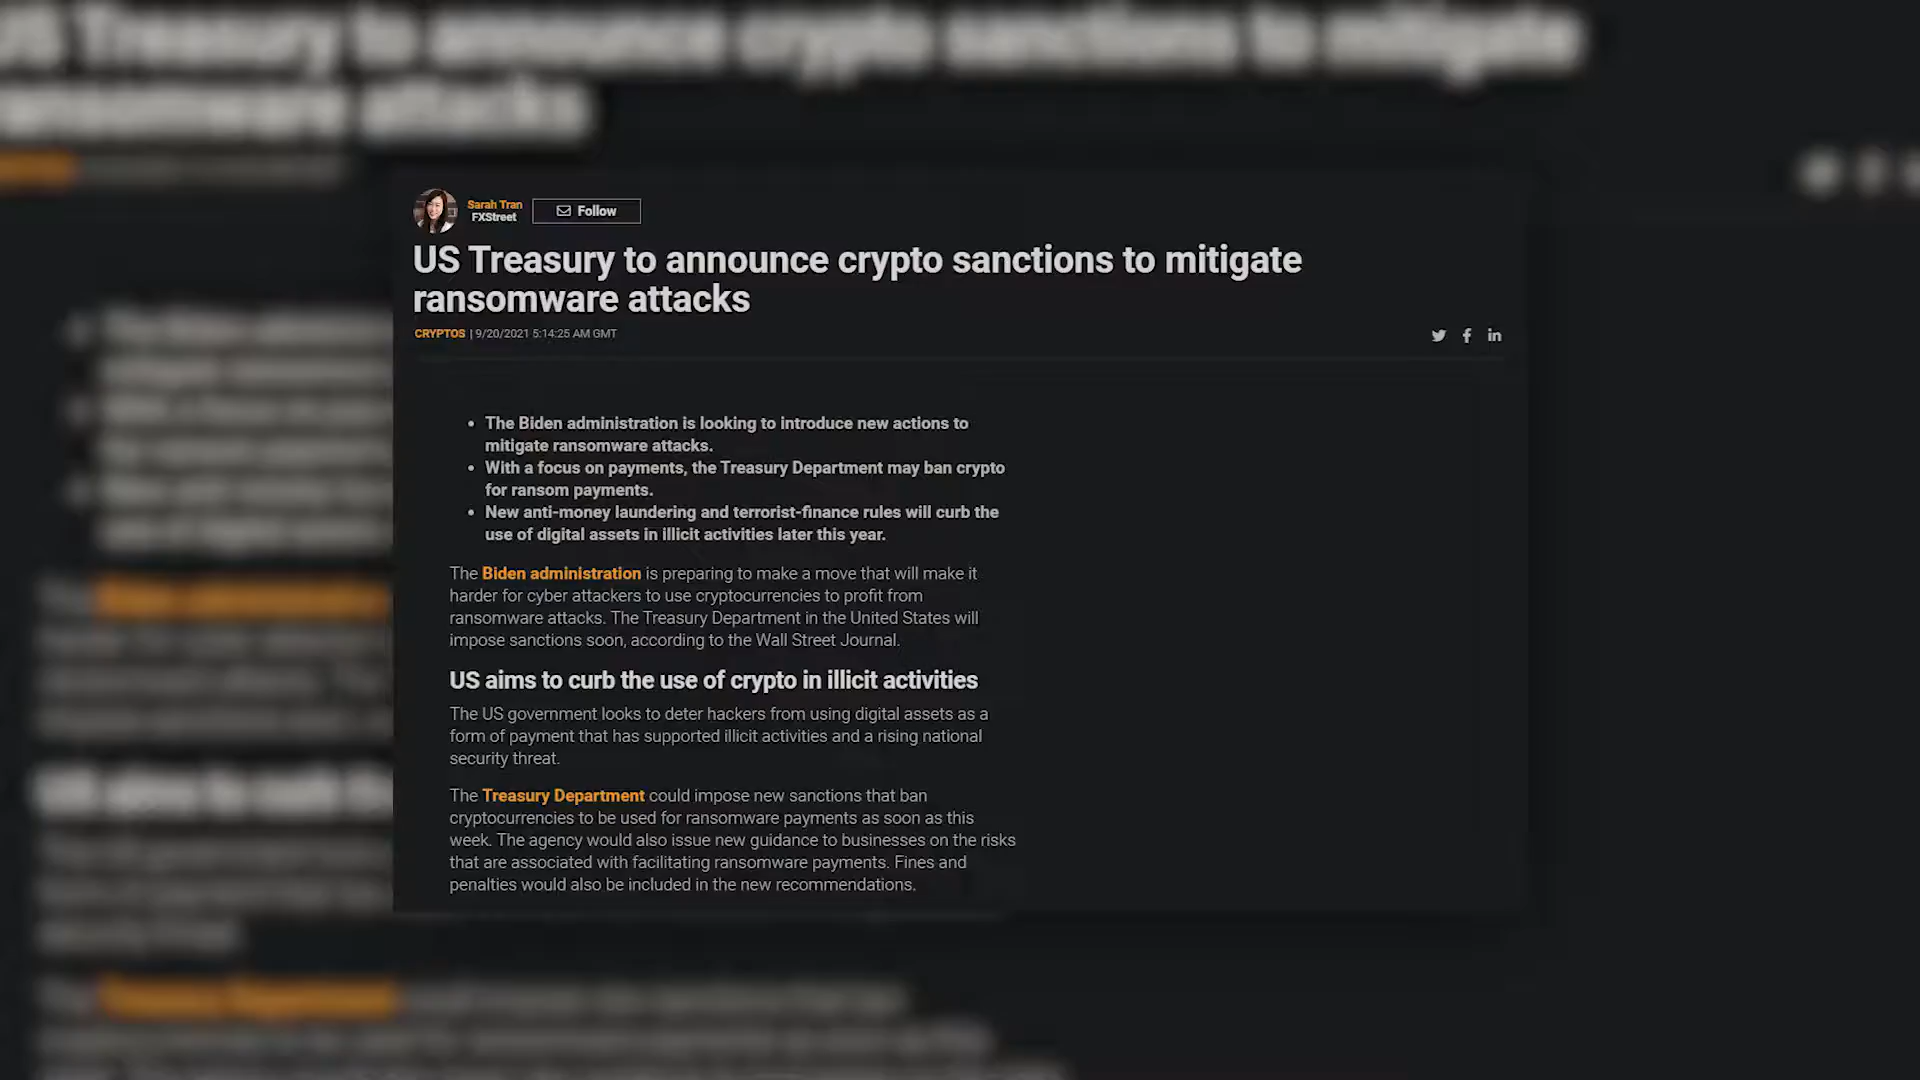 US Treasury to announce crypto sanctions to mitigate
ransomware attacks
Sarah Tran
FXStreet
Follow
US Treasury to announce crypto sanctions to mitigate
ransomware attacks
CRYPTOS | 9/20/2021 5:14:25 AM GMT
• The Biden administration is looking to introduce new actions to
mitigate ransomware attacks.
• With a focus on payments, the Treasury Department may ban crypto
for ransom payments.
• New anti-money laundering and terrorist-finance rules will curb the
use of digital assets in illicit activities later this year.
The Biden administration is preparing to make a move that will make it
harder for cyber attackers to use cryptocurrencies to profit from
ransomware attacks. The Treasury Department in the United States will
impose sanctions soon, according to the Wall Street Journal.
US aims to curb the use of crypto in illicit activities
The US government looks to deter hackers from using digital assets as a
form of payment that has supported illicit activities and a rising national
security threat.
The Treasury Department could impose new sanctions that ban
cryptocurrencies to be used for ransomware payments as soon as this
week. The agency would also issue new guidance to businesses on the risks
that are associated with facilitating ransomware payments. Fines and
penalties would also be included in the new recommendations.